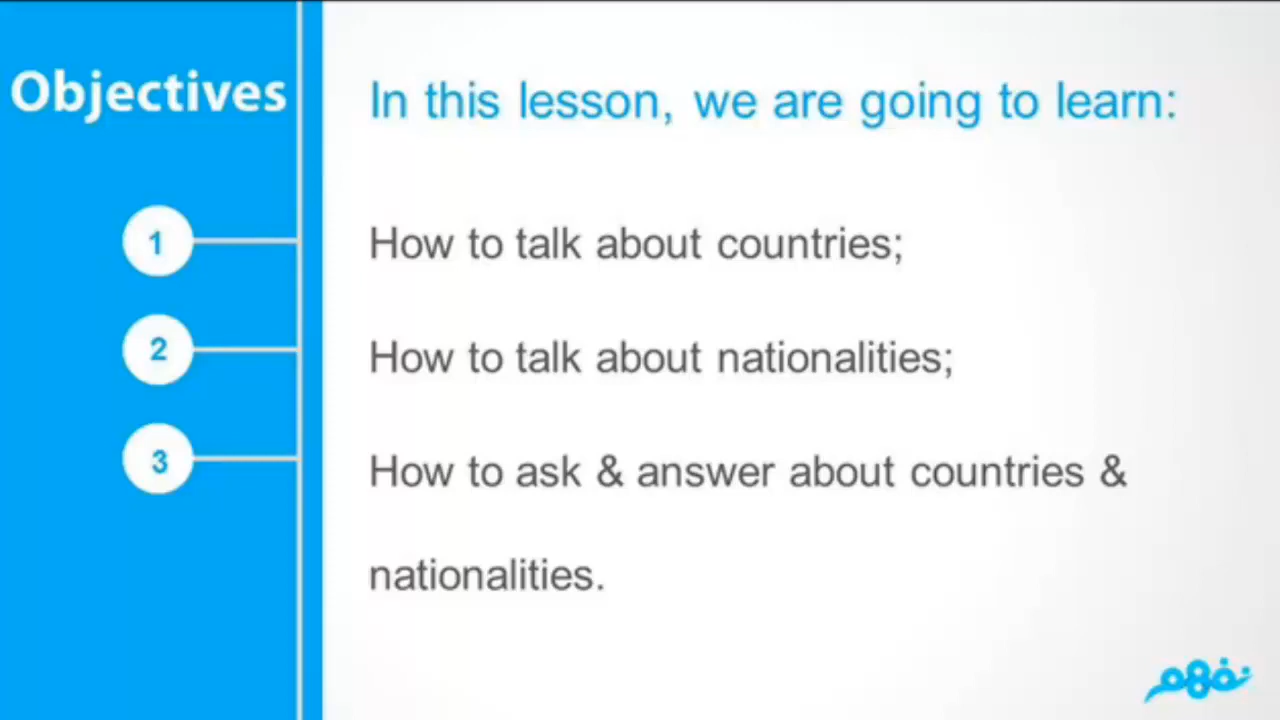 Objectives
In this lesson, we are going to learn:
1
How to talk about countries;
2
How to talk about nationalities;
3
How to ask & answer about countries &
nationalities.
نفهم